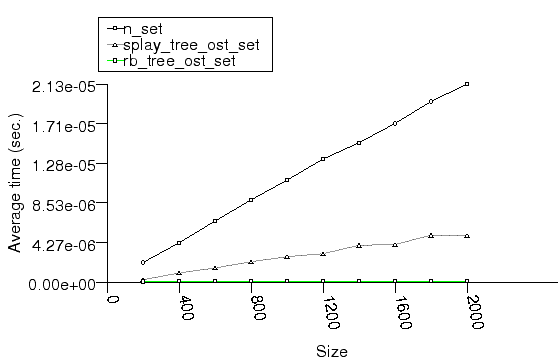 n_set
splay_tree_ost_set
rb_tree_ost_set
Average time (sec.)
2.13e-05
1.71e-05
1.28e-05
8.53e-06
4.27e-06
0.00e+00
0
400
800
1200
1600
2000
Size